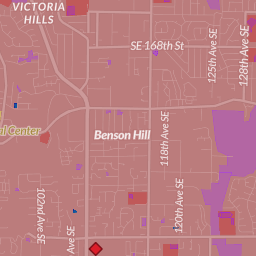 VICTORIA
HILLS
SE 168th St
125th Ave SE
128th Ave SE
Center
Benson Hill
118th Ave SE
102nd Ave SE
120th Ave SE
Ave SE